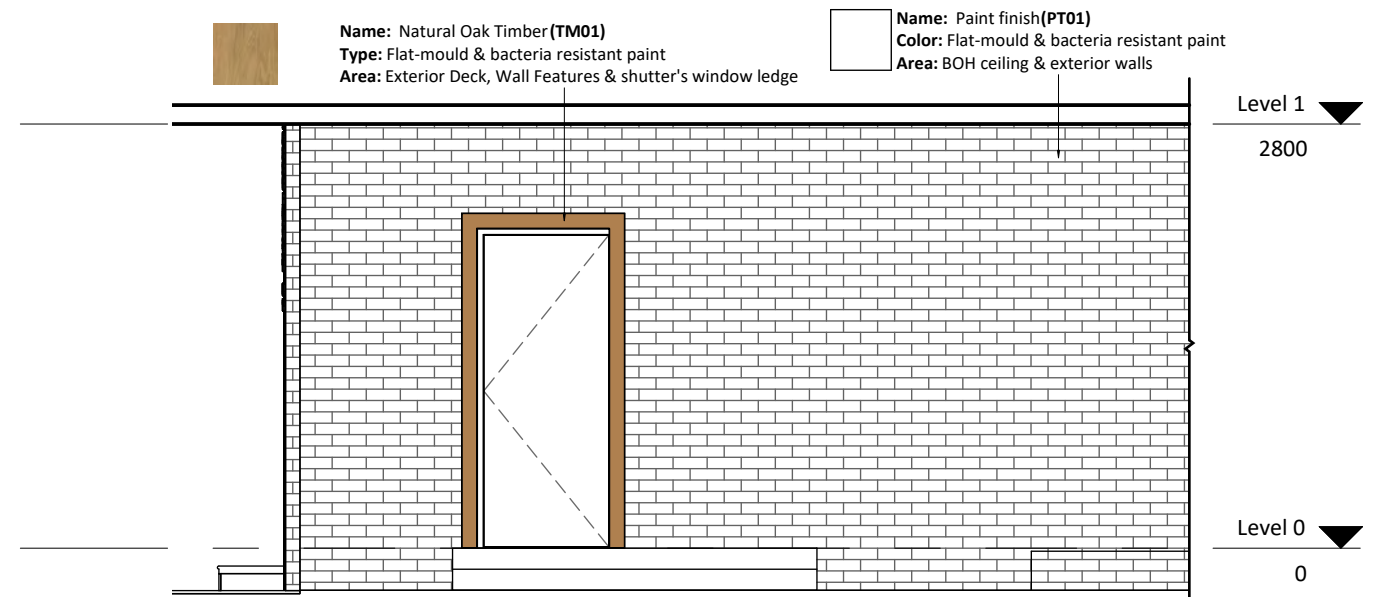 Name: Natural Oak Timber(TM01)
Type: Flat-mould & bacteria resistant paint
Area: Exterior Deck, Wall Features & shutter's window ledge
Name: Paint finish(PT01)
Color: Flat-mould & bacteria resistant paint
Area: BOH ceiling & exterior walls
Level 1
2800
Level 0
0